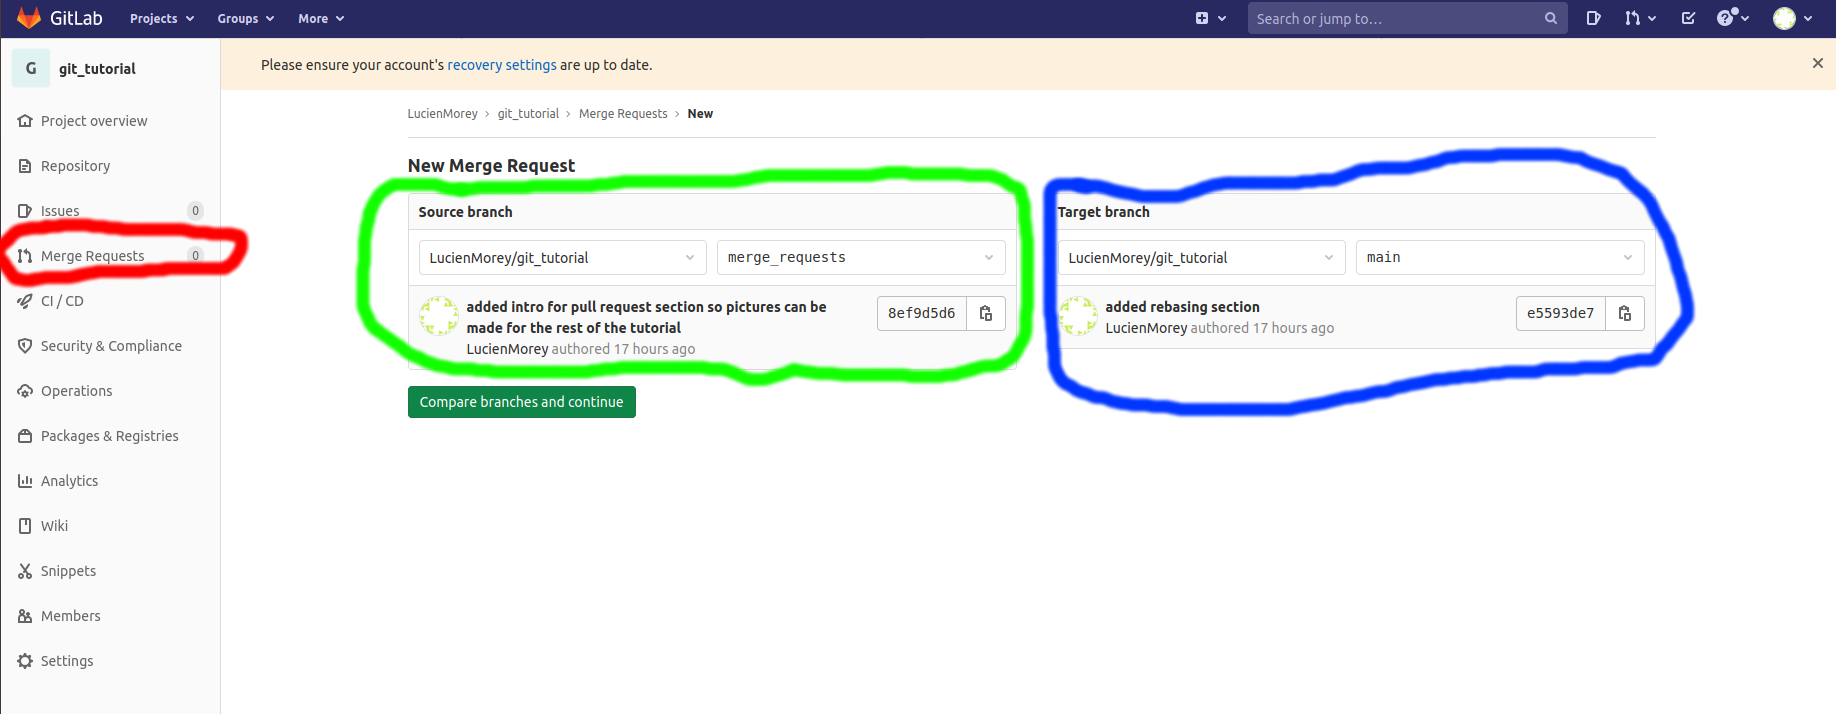 GitLab Projects Groups More Search or jump to…
G git_tutorial
Please ensure your account's recovery settings are up to date.
Project overview
Repository
Issues 0
Merge Requests 0
CI / CD
Security & Compliance
Operations
Packages & Registries
Analytics
Wiki
Snippets
Members
Settings
LucienMorey › git_tutorial › Merge Requests › New
New Merge Request
Source branch
LucienMorey/git_tutorial merge_requests
added intro for pull request section so pictures can be
made for the rest of the tutorial
LucienMorey authored 17 hours ago
8ef9d5d6
Target branch
LucienMorey/git_tutorial main
added rebasing section
LucienMorey authored 17 hours ago
e5593de7
Compare branches and continue